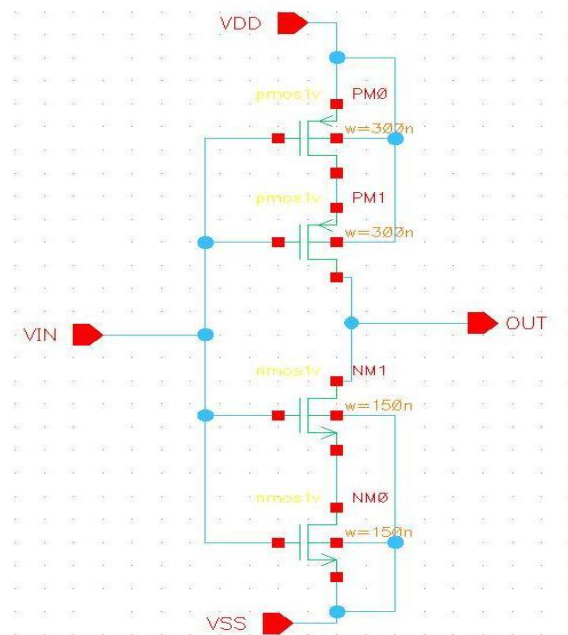 VDD
pmos1v PM0
w=300n
pmos1v PM1
w=300n
VIN
OUT
nmos1v NM1
w=150n
nmos1v NM0
w=150n
VSS